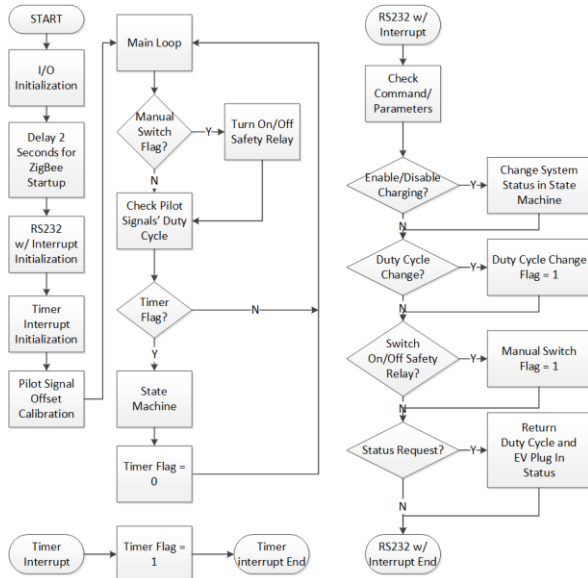 START
I/O
Initialization
Delay 2
Seconds for
ZigBee
Startup
RS232
w/ Interrupt
Initialization
Timer
Interrupt
Initialization
Pilot Signal
Offset
Calibration
Main Loop
Manual
Switch
Flag?
Y
Turn On/Off
Safety Relay
N
Check Pilot
Signals' Duty
Cycle
Timer
Flag?
N
Y
State
Machine
Timer Flag =
0
Timer
Interrupt
Timer Flag =
1
Timer
interrupt End
RS232 w/
Interrupt
Check
Command/
Parameters
Enable/Disable
Charging?
Y
Change System
Status in State
Machine
N
Duty Cycle
Change?
Y
Duty Cycle Change
Flag = 1
N
Switch
On/Off Safety
Relay?
Y
Manual Switch
Flag = 1
N
Status Request?
Y
Return
Duty Cycle and
EV Plug In
Status
N
RS232 w/
Interrupt End